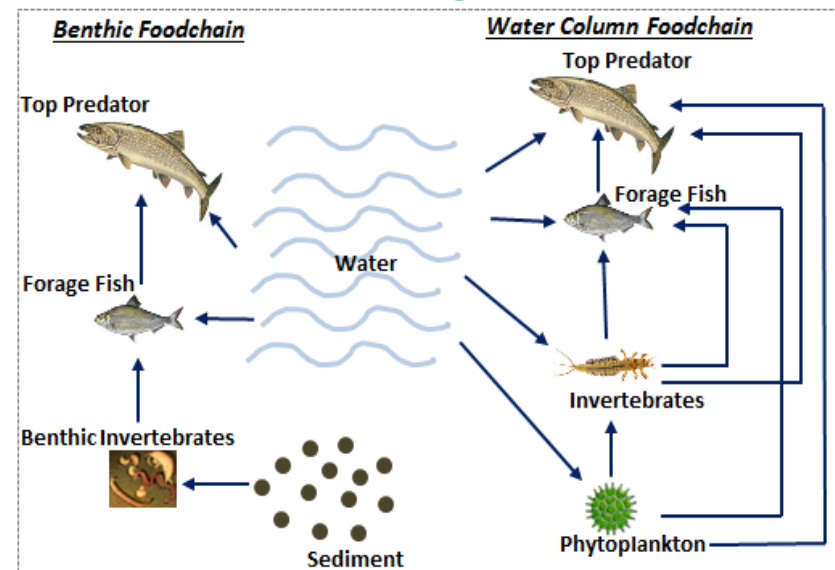 Benthic Foodchain
Top Predator
Forage Fish
Benthic Invertebrates
Sediment
Water
Water Column Foodchain
Top Predator
Forage Fish
Invertebrates
Phytoplankton